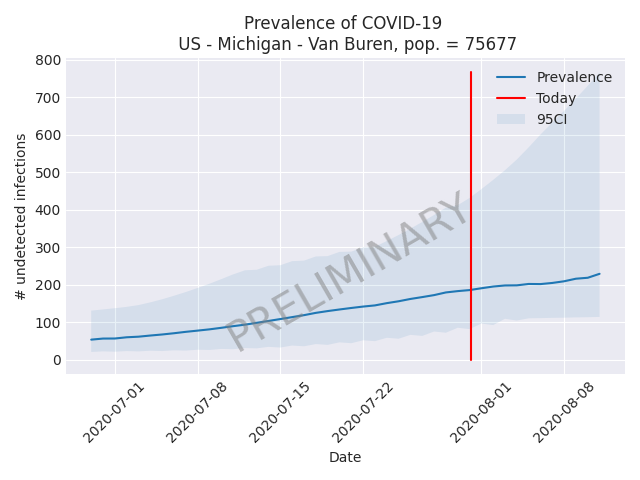 Prevalence of COVID-19
US - Michigan - Van Buren, pop. = 75677
800
700
600
500
400
300
200
100
0
# undetected infections
Prevalence
Today
95CI
PRELIMINARY
2020-07-01
2020-07-08
2020-07-15
2020-07-22
2020-08-01
2020-08-08
Date